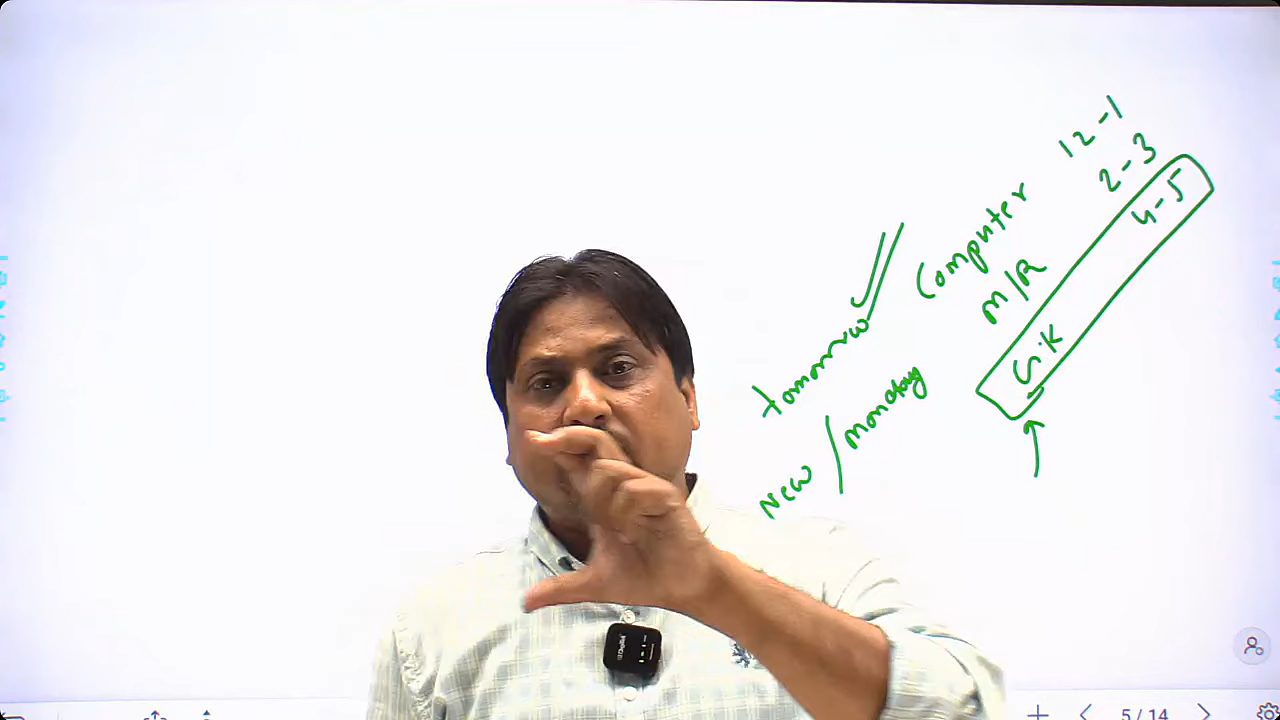 tomorrow
New / monday
Computer 12-1
M/R 2-3
G.K 4-5
5 / 14